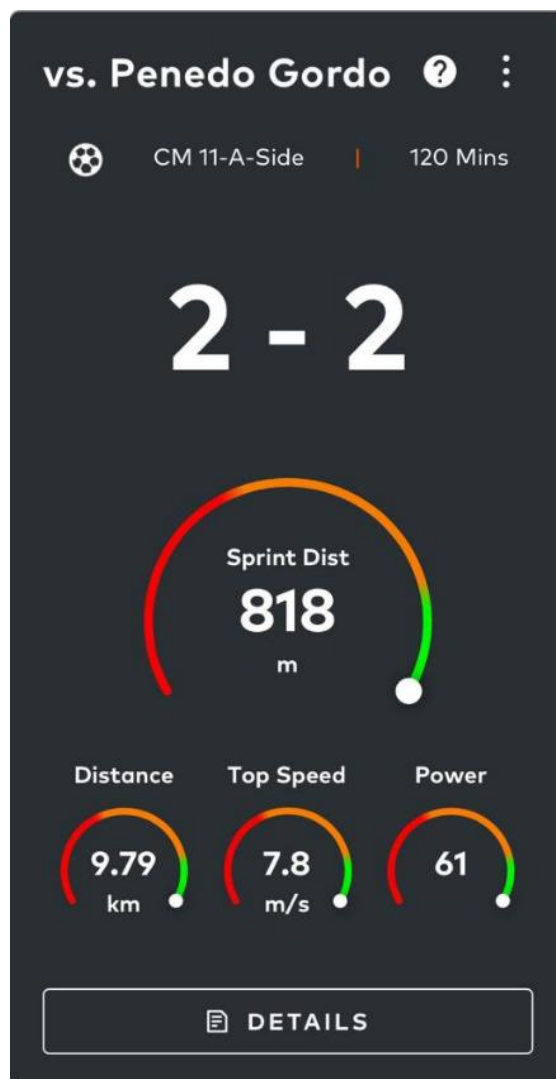 vs. Penedo Gordo ?
CM 11-A-Side | 120 Mins
2 - 2
Sprint Dist
818
m
Distance Top Speed Power
9.79 7.8 61
km m/s
DETAILS